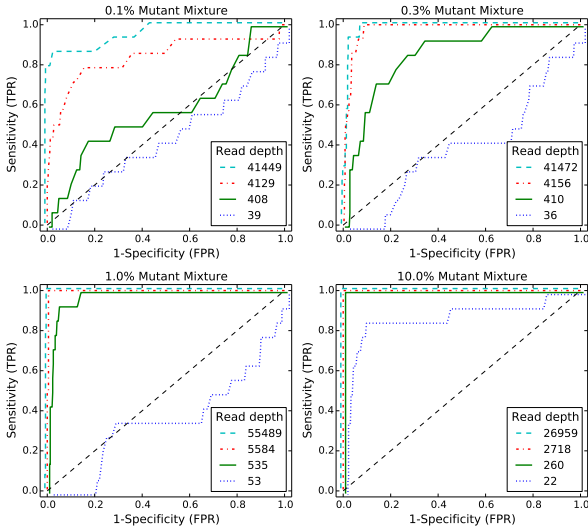 0.1% Mutant Mixture
Sensitivity (TPR)
1.0
0.8
0.6
0.4
0.2
0.0
0.0 0.2 0.4 0.6 0.8 1.0
1-Specificity (FPR)
Read depth
41449
4129
408
39
0.3% Mutant Mixture
Sensitivity (TPR)
1.0
0.8
0.6
0.4
0.2
0.0
0.0 0.2 0.4 0.6 0.8 1.0
1-Specificity (FPR)
Read depth
41472
4156
410
36
1.0% Mutant Mixture
Sensitivity (TPR)
1.0
0.8
0.6
0.4
0.2
0.0
0.0 0.2 0.4 0.6 0.8 1.0
1-Specificity (FPR)
Read depth
55489
5584
535
53
10.0% Mutant Mixture
Sensitivity (TPR)
1.0
0.8
0.6
0.4
0.2
0.0
0.0 0.2 0.4 0.6 0.8 1.0
1-Specificity (FPR)
Read depth
26959
2718
260
22